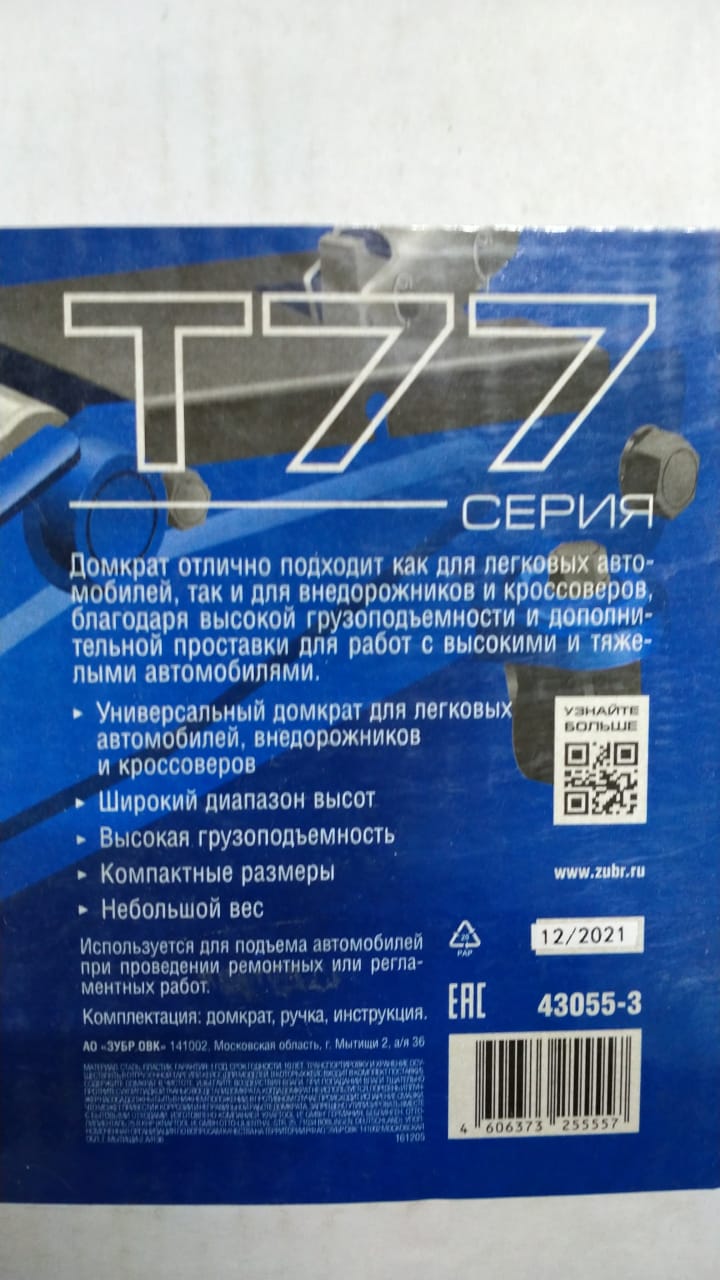 Т77
СЕРИЯ
Домкрат отлично подходит как для легковых авто-
мобилей, так и для внедорожников и кроссоверов,
благодаря высокой грузоподъемности и дополни-
тельной проставки для работ с высокими и тяже-
лыми автомобилями.
▸ Универсальный домкрат для легковых
автомобилей, внедорожников
и кроссоверов
▸ Широкий диапазон высот
▸ Высокая грузоподъемность
▸ Компактные размеры
▸ Небольшой вес
УЗНАЙТЕ
БОЛЬШЕ
www.zubr.ru
Используется для подъема автомобилей
при проведении ремонтных или регла-
ментных работ.
Комплектация: домкрат, ручка, инструкция.
АО «ЗУБР ОВК» 141002, Московская область, г. Мытищи 2, а/я 36
161205
20
PAP
12/2021
EAC
43055-3
4 606373 255557